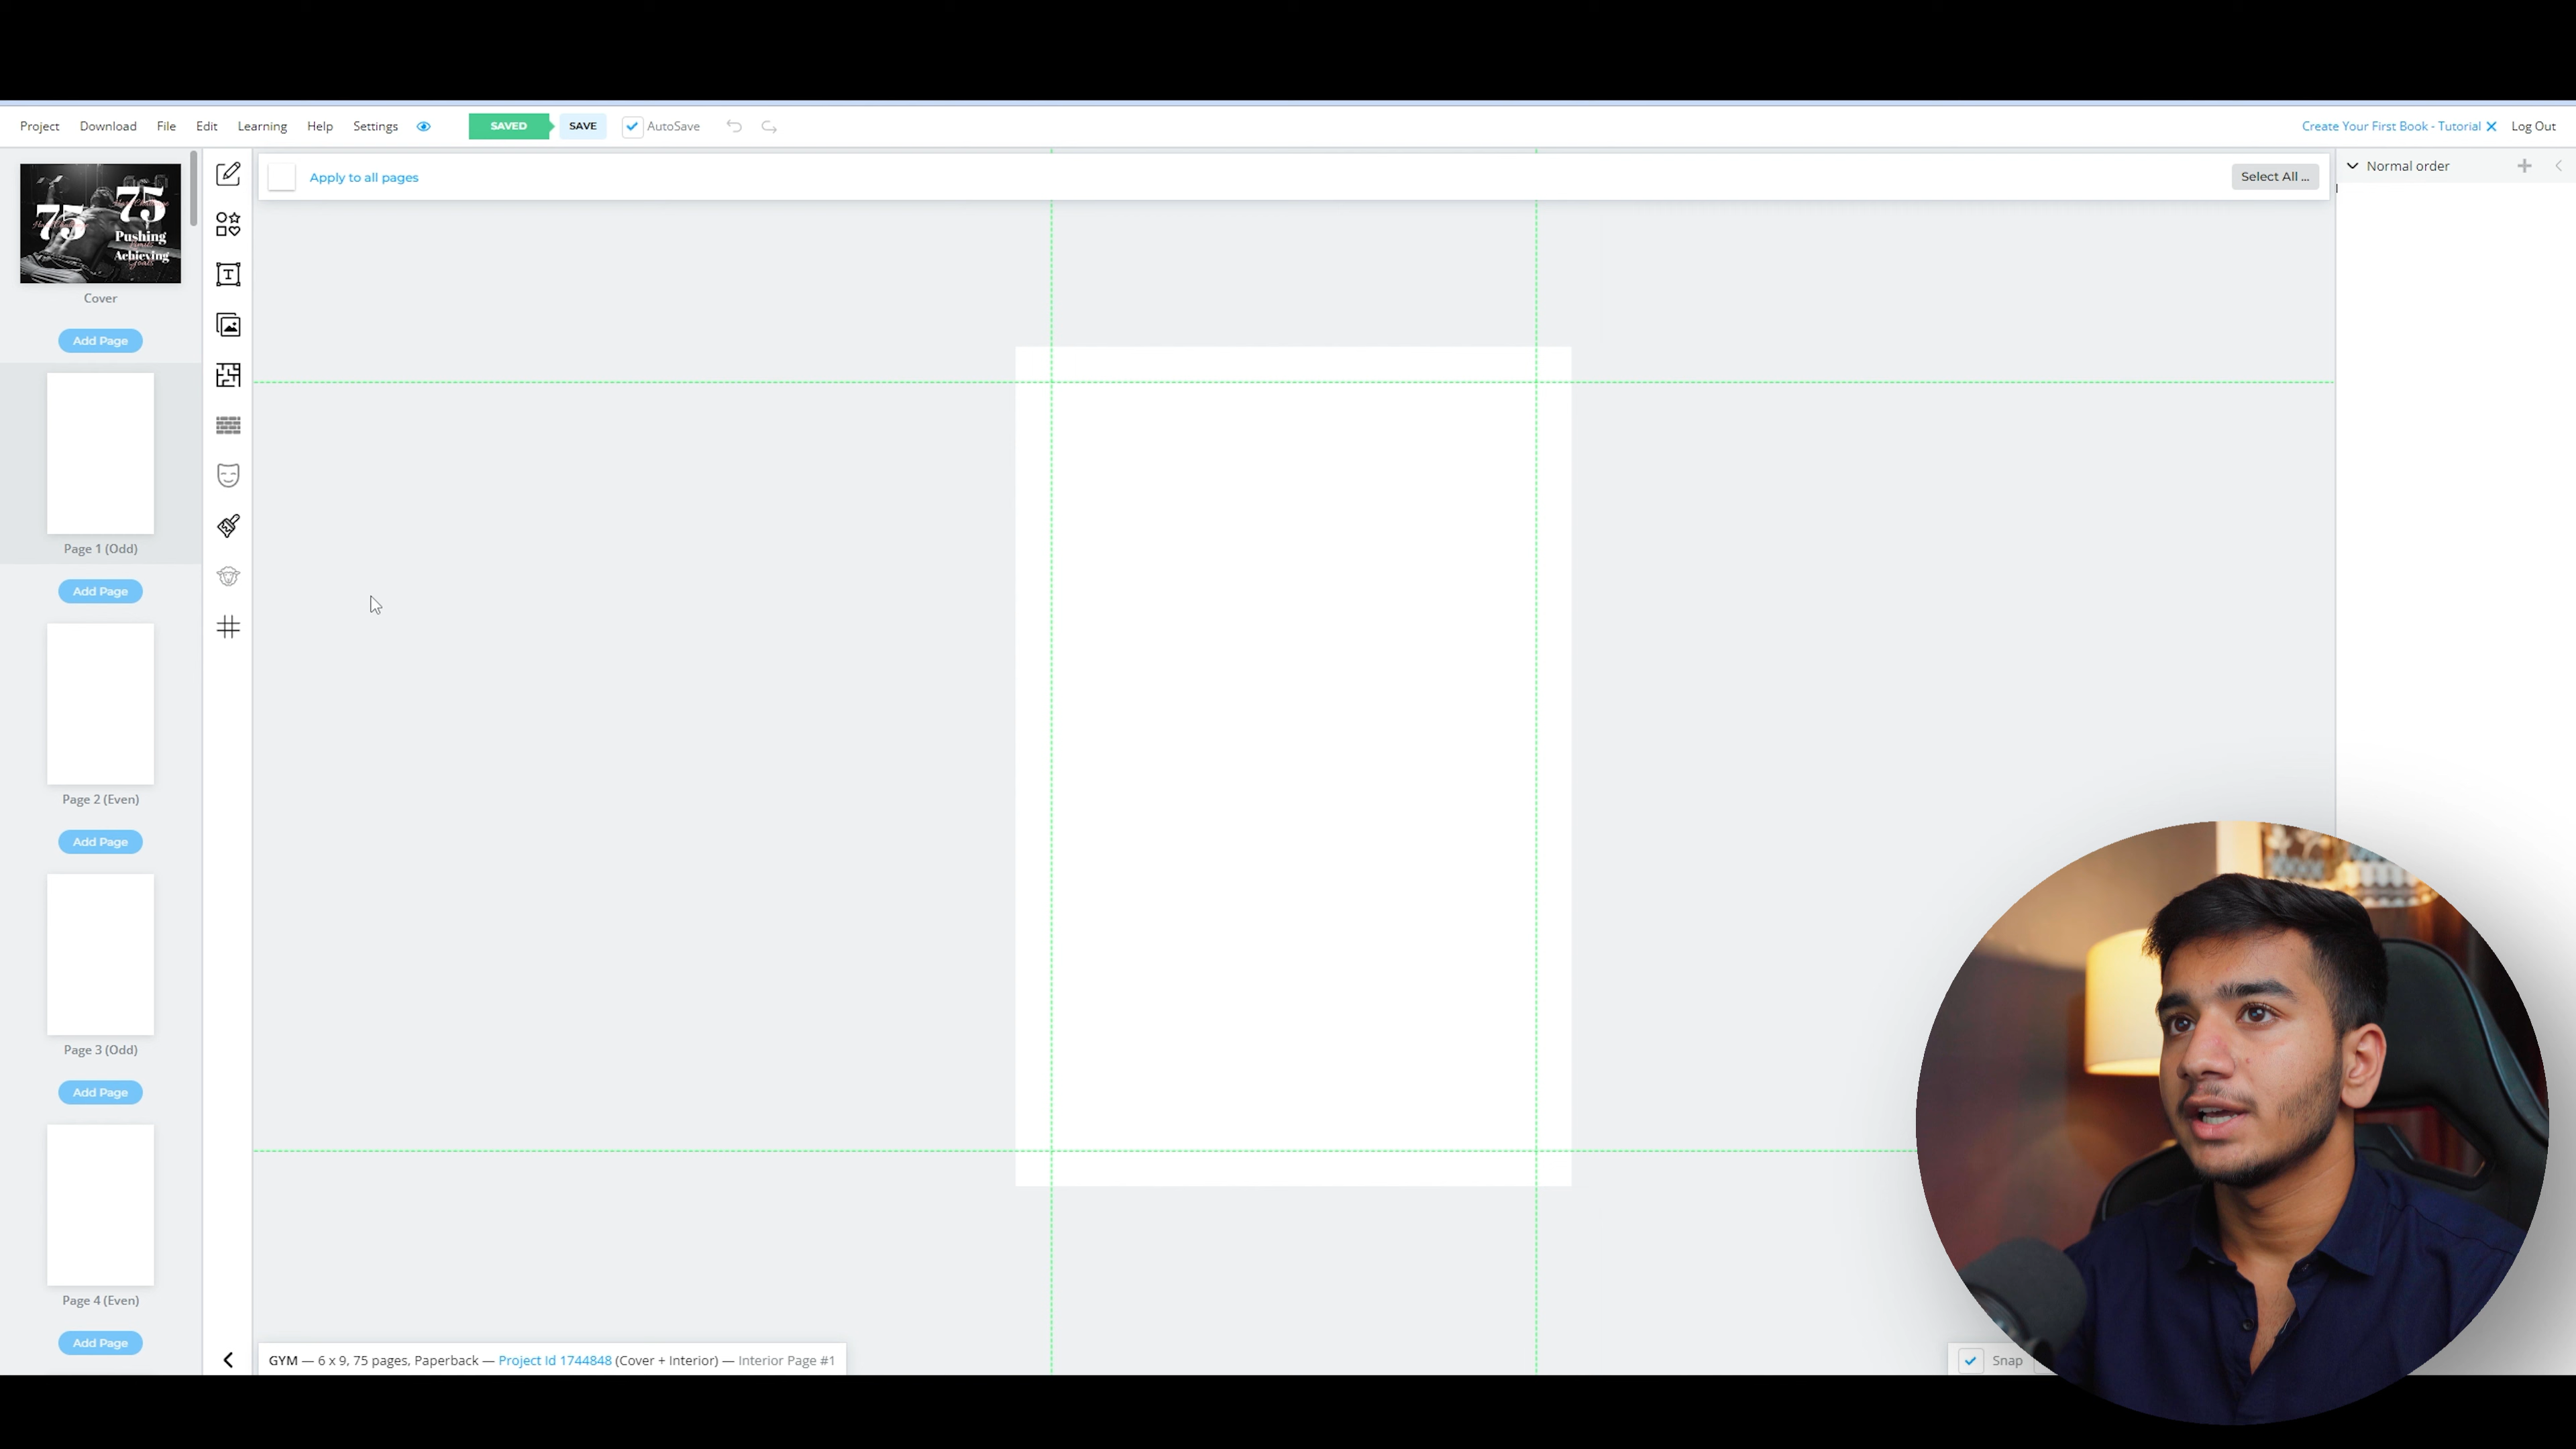 Project Download File Edit Learning Help Settings SAVED SAVE AutoSave Create Your First Book - Tutorial Log Out
Apply to all pages Select All ... Normal order
75
75
Pushing
Achieving
Goals
Cover
Add Page
Page 1 (Odd)
Add Page
Page 2 (Even)
Add Page
Page 3 (Odd)
Add Page
Page 4 (Even)
Add Page
GYM — 6 x 9, 75 pages, Paperback — Project Id 1744848 (Cover + Interior) — Interior Page #1
Snap